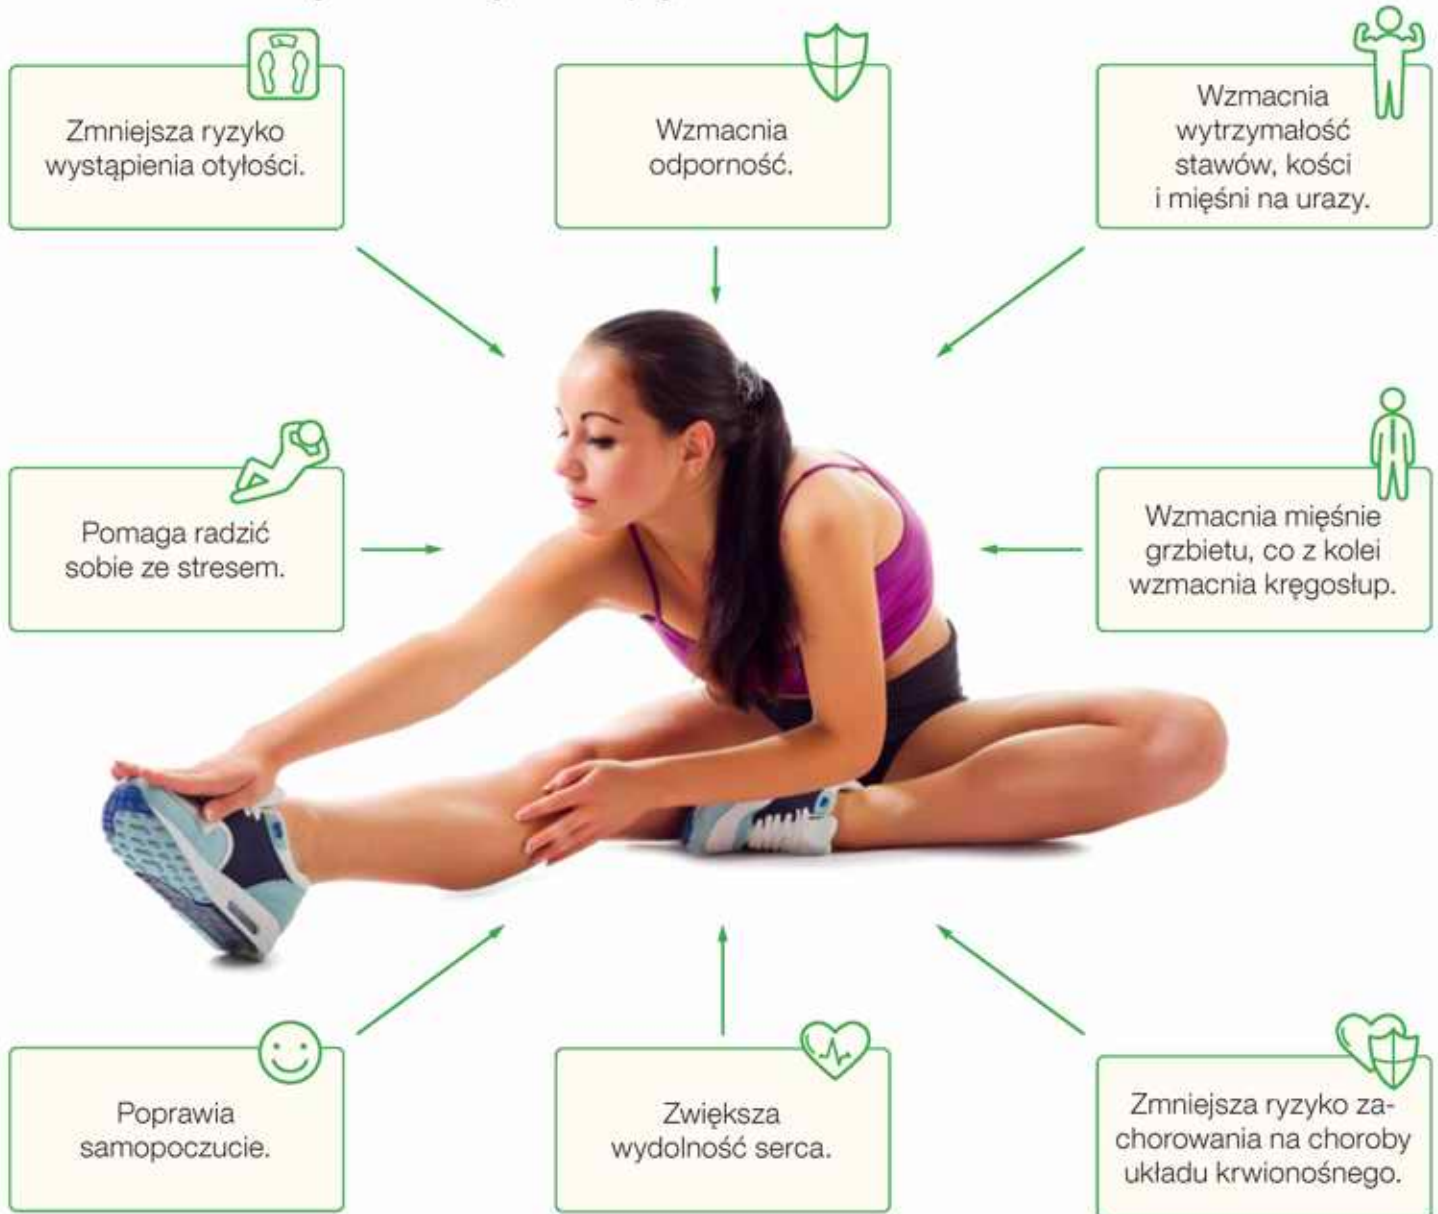 Zmniejsza ryzyko
wystąpienia otyłości.
Wzmacnia
odporność.
Wzmacnia
wytrzymałość
stawów, kości
i mięśni na urazy.
Pomaga radzić
sobie ze stresem.
Wzmacnia mięśnie
grzbietu, co z kolei
wzmacnia kręgosłup.
Poprawia
samopoczucie.
Zwiększa
wydolność serca.
Zmniejsza ryzyko za-
chorowania na choroby
układu krwionośnego.